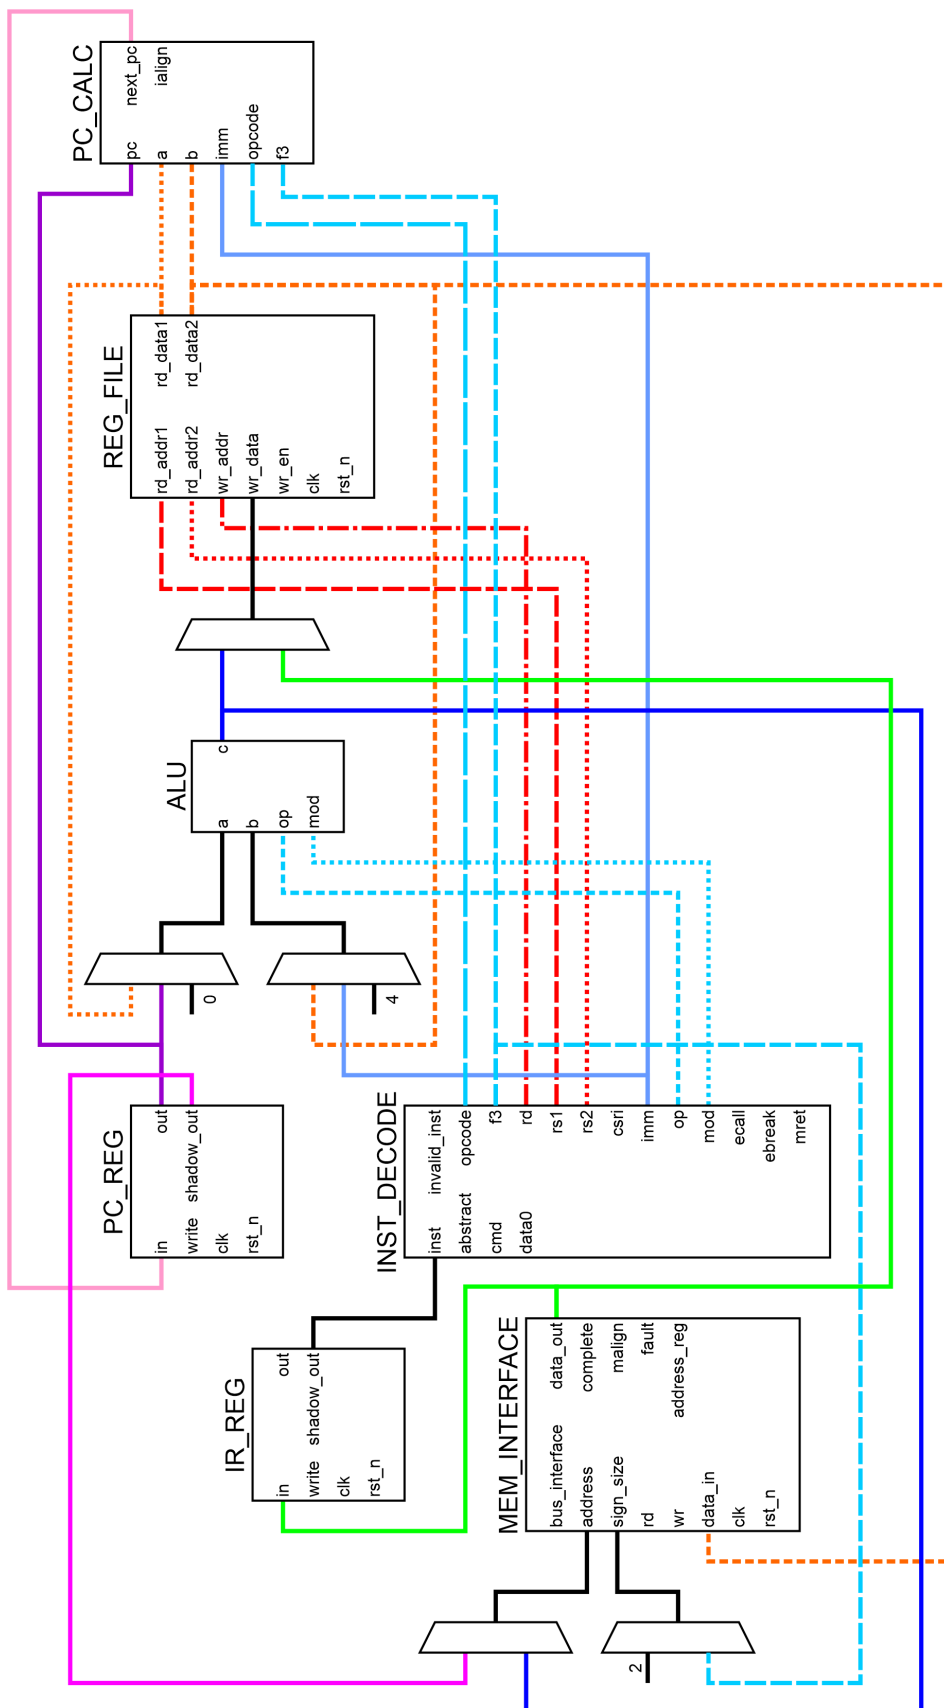 PC_CALC
pc
a
b
imm
opcode
f3
next_pc
ialign
REG_FILE
rd_addr1
rd_addr2
wr_addr
wr_data
wr_en
clk
rst_n
rd_data1
rd_data2
ALU
a
b
op
mod
c
0
4
PC_REG
in
write
clk
rst_n
out
shadow_out
INST_DECODE
inst
abstract
cmd
data0
invalid_inst
opcode
f3
rd
rs1
rs2
csri
imm
op
mod
ecall
ebreak
mret
IR_REG
in
write
clk
rst_n
out
shadow_out
MEM_INTERFACE
bus_interface
address
sign_size
rd
wr
data_in
clk
rst_n
data_out
complete
malign
fault
address_reg
2